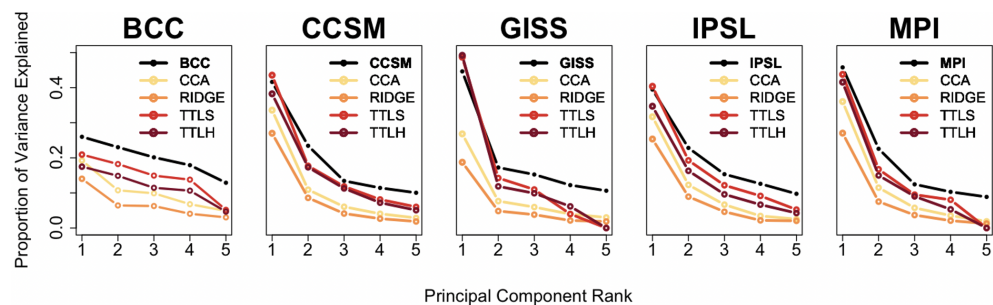 BCC CCSM GISS IPSL MPI
Proportion of Variance Explained
0.4
0.2
0.0
BCC
CCA
RIDGE
TTLS
TTLH
1 2 3 4 5
CCSM
CCA
RIDGE
TTLS
TTLH
1 2 3 4 5
GISS
CCA
RIDGE
TTLS
TTLH
1 2 3 4 5
IPSL
CCA
RIDGE
TTLS
TTLH
1 2 3 4 5
MPI
CCA
RIDGE
TTLS
TTLH
1 2 3 4 5
Principal Component Rank